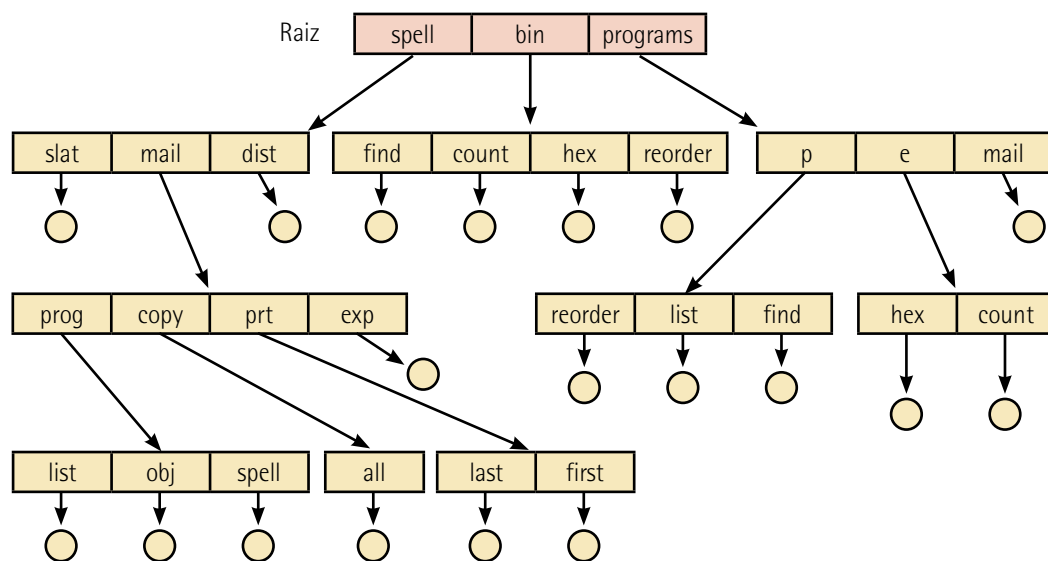 Raiz spell bin programs
slat mail dist find count hex reorder p e mail
prog copy prt exp reorder list find hex count
list obj spell all last first